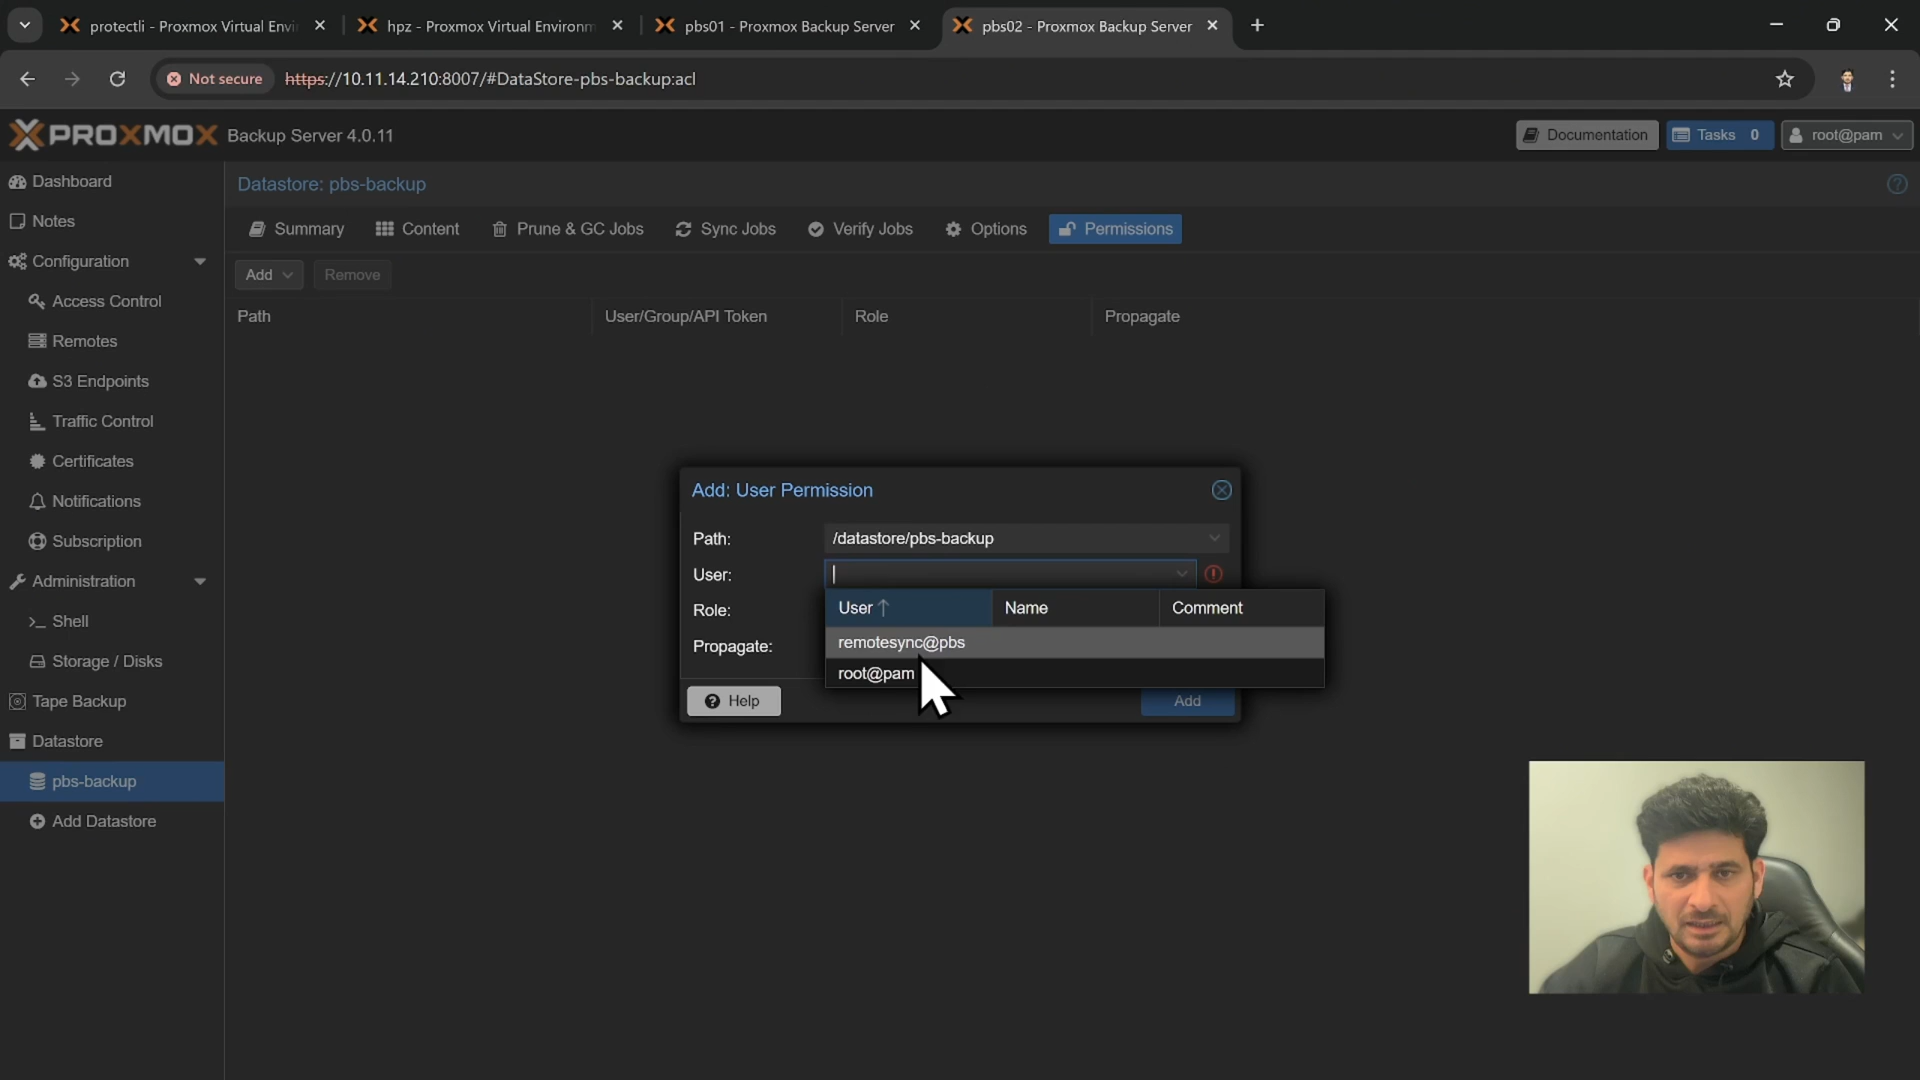 protectli - Proxmox Virtual Envi
hpz - Proxmox Virtual Environm
pbs01 - Proxmox Backup Server
pbs02 - Proxmox Backup Server
Not secure
https://10.11.14.210:8007/#DataStore-pbs-backup:acl
PROXMOX Backup Server 4.0.11
Documentation
Tasks 0
root@pam
Dashboard
Notes
Configuration
Access Control
Remotes
S3 Endpoints
Traffic Control
Certificates
Notifications
Subscription
Administration
Shell
Storage / Disks
Tape Backup
Datastore
pbs-backup
Add Datastore
Datastore: pbs-backup
Summary
Content
Prune & GC Jobs
Sync Jobs
Verify Jobs
Options
Permissions
Add
Remove
Path
User/Group/API Token
Role
Propagate
Add: User Permission
Path:
/datastore/pbs-backup
User:
Role:
Propagate:
User
Name
Comment
remotesync@pbs
root@pam
Help
Add